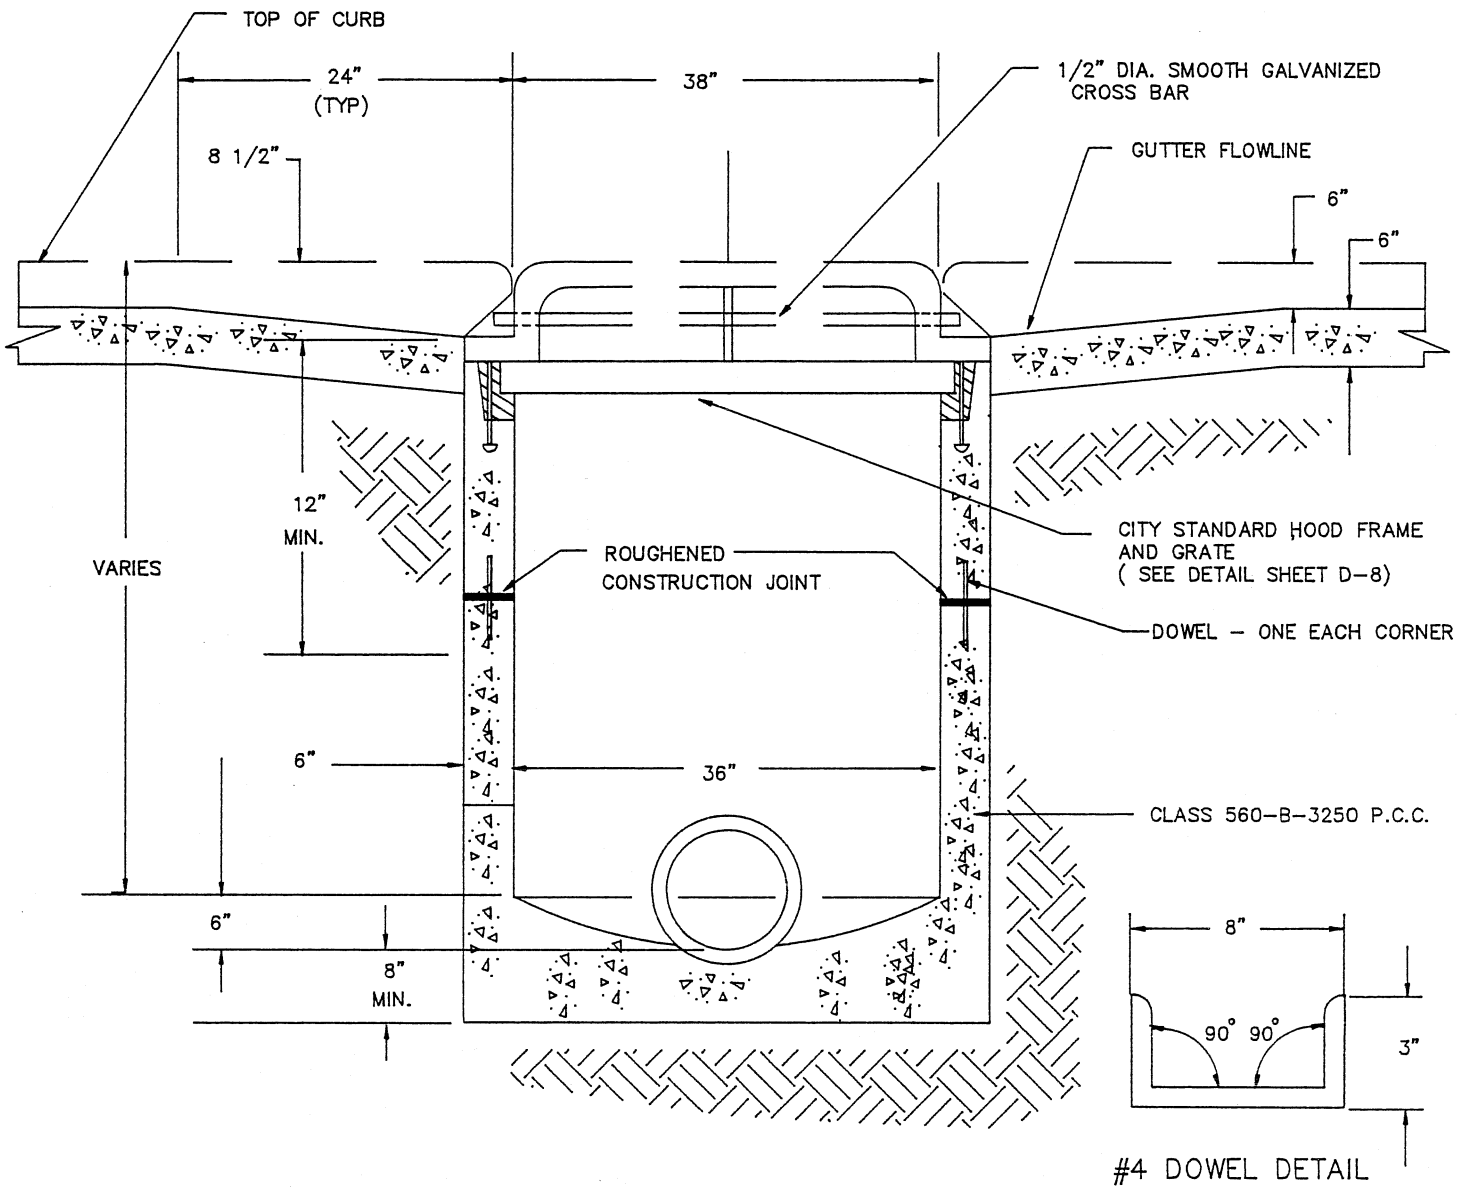 TOP OF CURB
24"
(TYP)
38"
1/2" DIA. SMOOTH GALVANIZED
CROSS BAR
GUTTER FLOWLINE
8 1/2"
6"
6"
12"
MIN.
VARIES
ROUGHENED
CONSTRUCTION JOINT
CITY STANDARD HOOD FRAME
AND GRATE
( SEE DETAIL SHEET D-8)
DOWEL - ONE EACH CORNER
6"
36"
CLASS 560-B-3250 P.C.C.
6"
8"
MIN.
8"
90° 90°
3"
#4 DOWEL DETAIL